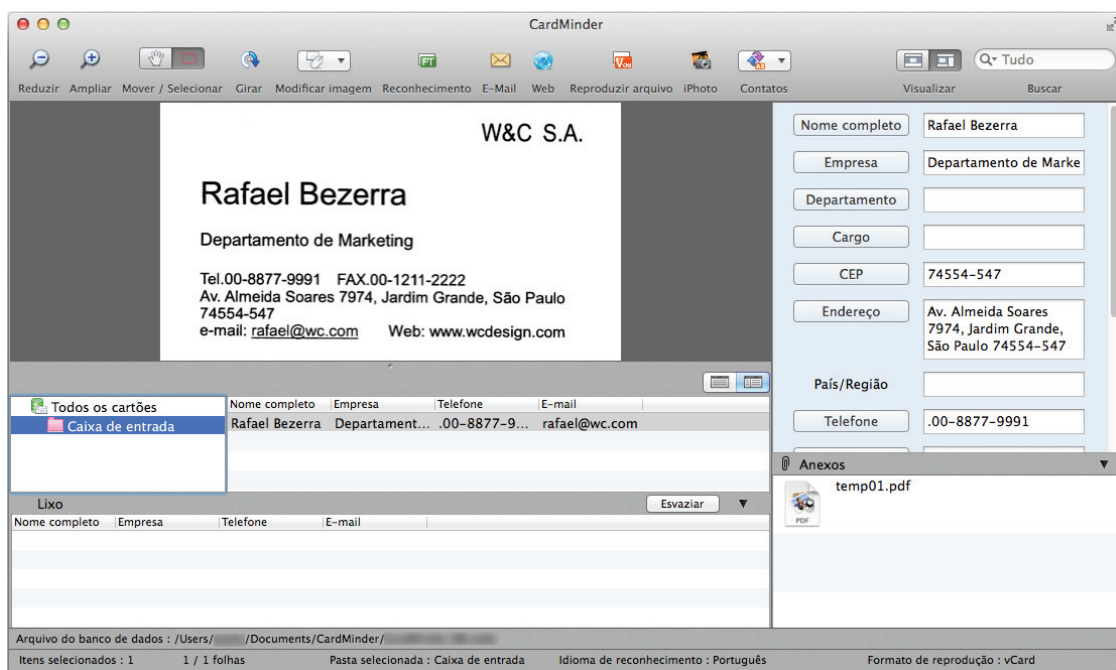 CardMinder
Tudo
Reduzir Ampliar Mover / Selecionar Girar Modificar imagem Reconhecimento E-Mail Web Reproduzir arquivo iPhoto Contatos Visualizar Buscar
W&C S.A.
Rafael Bezerra
Departamento de Marketing
Tel.00-8877-9991 FAX.00-1211-2222
Av. Almeida Soares 7974, Jardim Grande, São Paulo
74554-547
e-mail: rafael@wc.com Web: www.wcdesign.com
Nome completo Rafael Bezerra
Empresa Departamento de Marke
Departamento
Cargo
CEP 74554-547
Endereço Av. Almeida Soares
7974, Jardim Grande,
São Paulo 74554-547
País/Região
Telefone .00-8877-9991
Todos os cartões
Caixa de entrada
Nome completo Empresa Telefone E-mail
Rafael Bezerra Departament... .00-8877-9... rafael@wc.com
Lixo Esvaziar
Nome completo Empresa Telefone E-mail
Anexos
temp01.pdf
PDF
Arquivo do banco de dados : /Users/ /Documents/CardMinder/
Itens selecionados : 1 1 / 1 folhas Pasta selecionada : Caixa de entrada Idioma de reconhecimento : Português Formato de reprodução : vCard